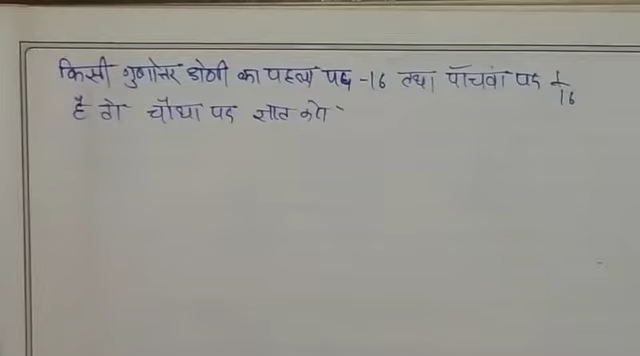 किसी गुणोत्तर श्रेणी का पहला पद -16 तथा पाँचवां पद 1/16
है तो चौथा पद ज्ञात करो